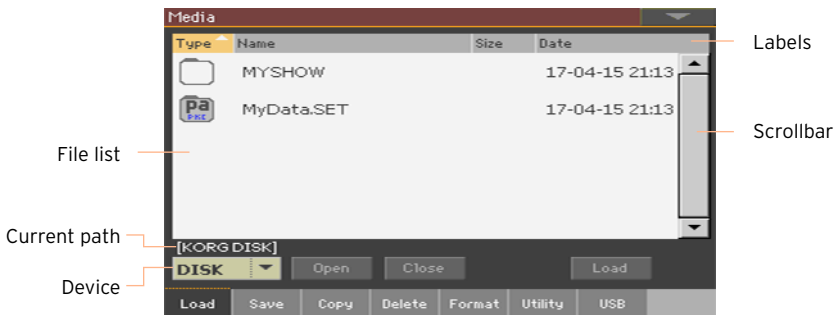 Media
Type Name Size Date
Labels
MYSHOW 17-04-15 21:13
Pa
PKG
MyData.SET 17-04-15 21:13
Scrollbar
File list
Current path
[KORG DISK]
Device
DISK Open Close Load
Load Save Copy Delete Format Utility USB